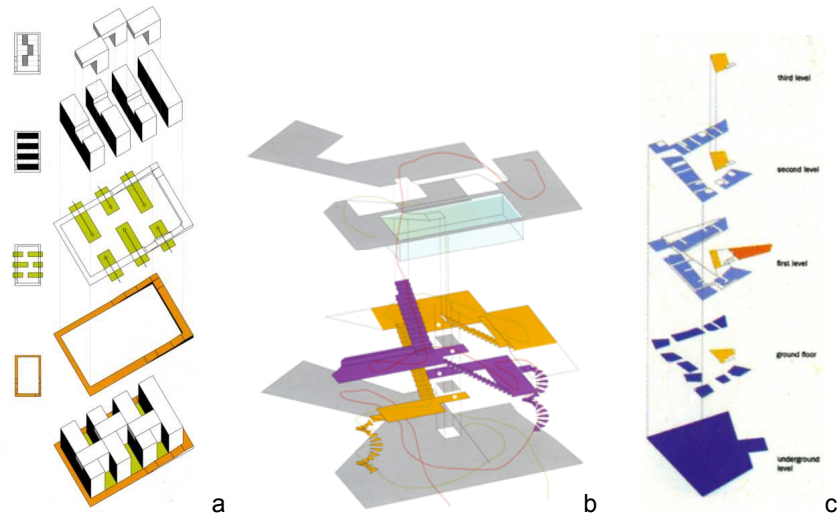 third level
second level
first level
ground floor
underground
level
a
b
c